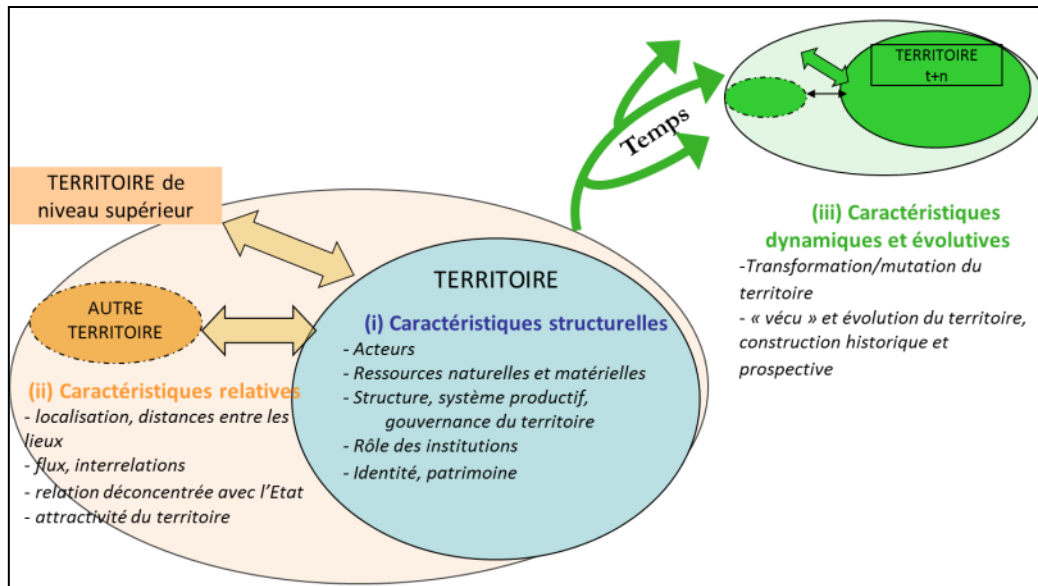 TERRITOIRE
t+n
Temps
(iii) Caractéristiques
dynamiques et évolutives
-Transformation/mutation du
territoire
- « vécu » et évolution du territoire,
construction historique et
prospective
TERRITOIRE de
niveau supérieur
AUTRE
TERRITOIRE
(ii) Caractéristiques relatives
- localisation, distances entre les
lieux
- flux, interrelations
- relation déconcentrée avec l’Etat
- attractivité du territoire
TERRITOIRE
(i) Caractéristiques structurelles
- Acteurs
- Ressources naturelles et matérielles
- Structure, système productif,
gouvernance du territoire
- Rôle des institutions
- Identité, patrimoine